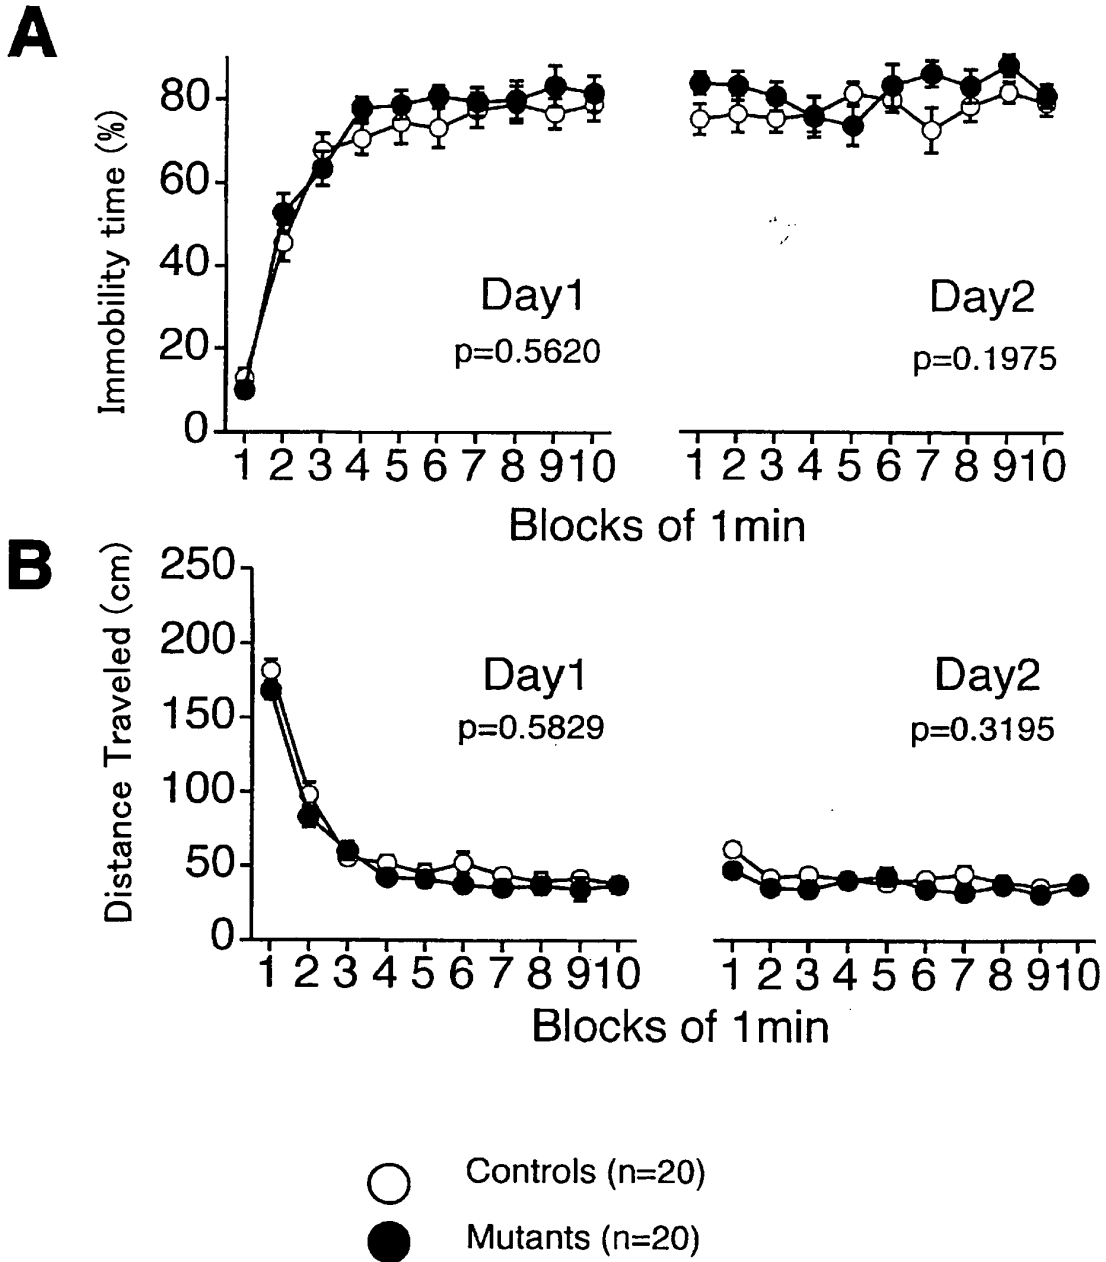 A
Immobility time (%)
80
60
40
20
0
Day1
p=0.5620
Day2
p=0.1975
1 2 3 4 5 6 7 8 9 10
1 2 3 4 5 6 7 8 9 10
Blocks of 1min
B
Distance Traveled (cm)
250
200
150
100
50
0
Day1
p=0.5829
Day2
p=0.3195
1 2 3 4 5 6 7 8 9 10
1 2 3 4 5 6 7 8 9 10
Blocks of 1min
Controls (n=20)
Mutants (n=20)